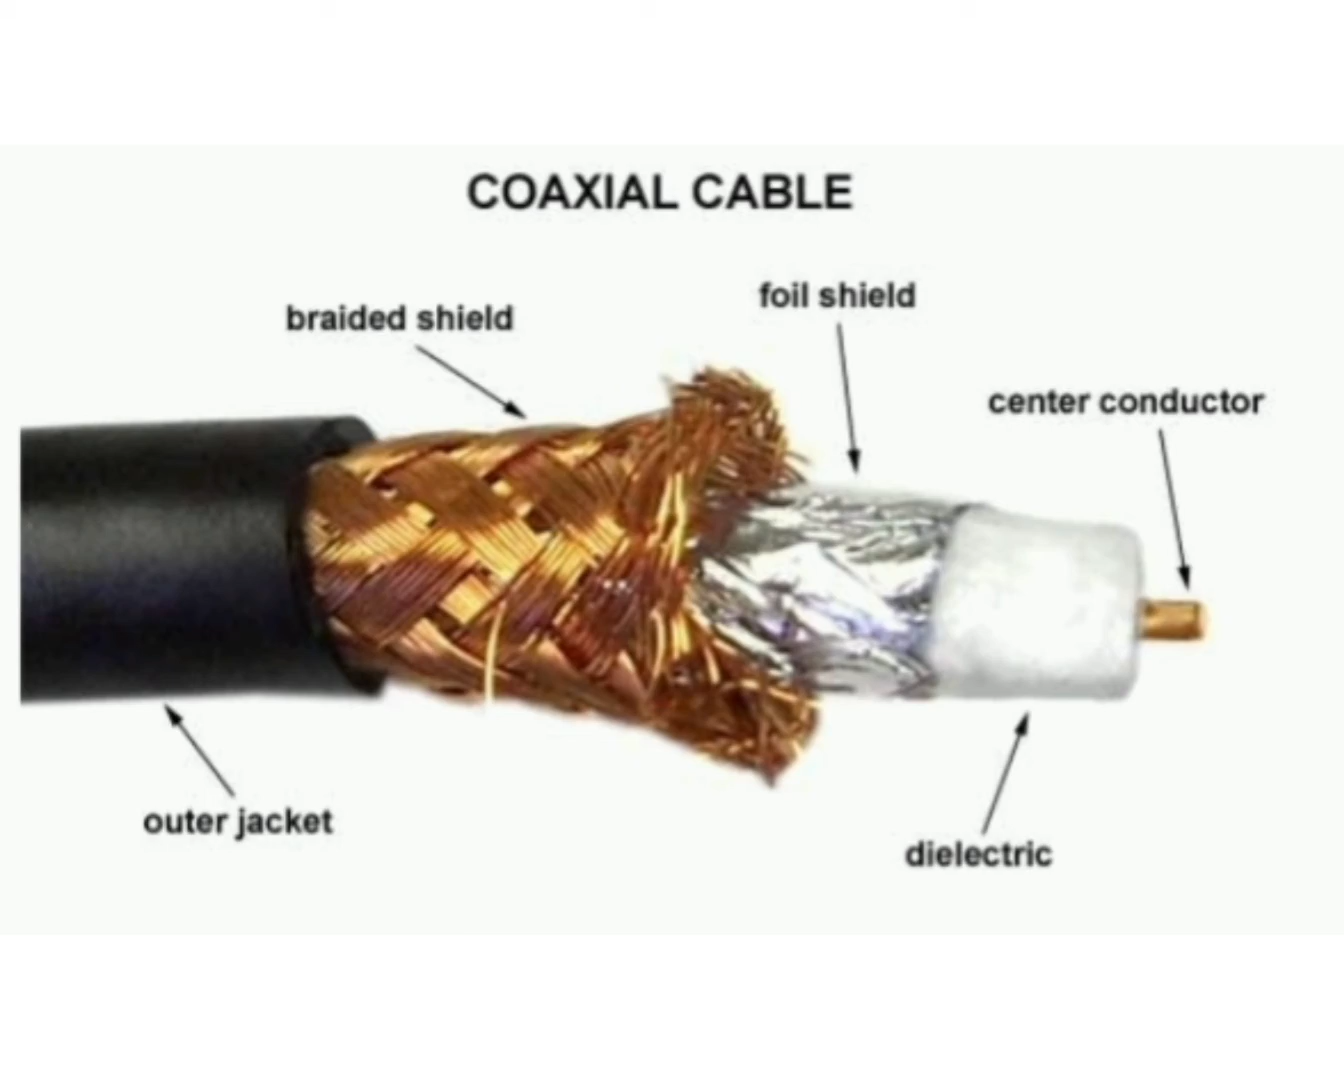 COAXIAL CABLE
foil shield
braided shield
center conductor
outer jacket
dielectric